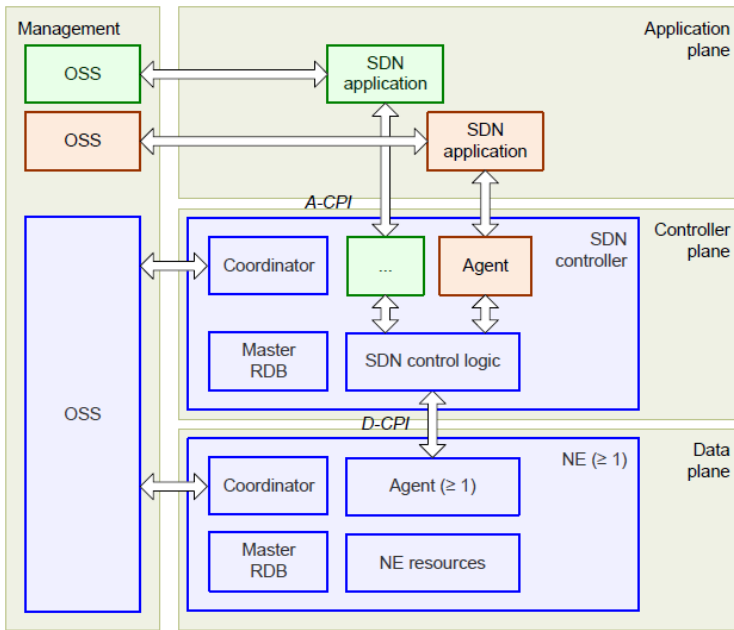 Management
OSS
OSS
OSS
Application
plane
SDN
application
SDN
application
A-CPI
Controller
plane
SDN
controller
Coordinator
...
Agent
Master
RDB
SDN control logic
D-CPI
Data
plane
NE (≥ 1)
Coordinator
Agent (≥ 1)
Master
RDB
NE resources